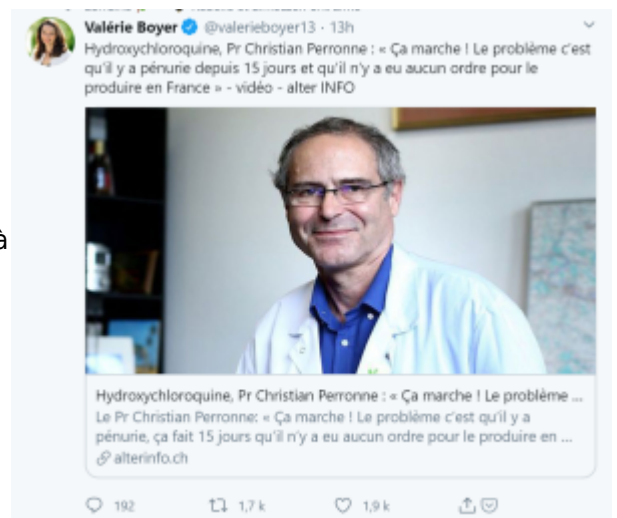 Valérie Boyer @valerieboyer13 · 13h
Hydroxychloroquine, Pr Christian Perronne : « Ça marche ! Le problème c'est
qu'il y a pénurie depuis 15 jours et qu'il n'y a eu aucun ordre pour le
produire en France » - vidéo - alter INFO
à
Hydroxychloroquine, Pr Christian Perronne : « Ça marche ! Le problème ...
Le Pr Christian Perronne: « Ça marche ! Le problème c'est qu'il y a
pénurie, ça fait 15 jours qu'il n'y a eu aucun ordre pour le produire en ...
alterinfo.ch
192 1,7 k 1,9 k